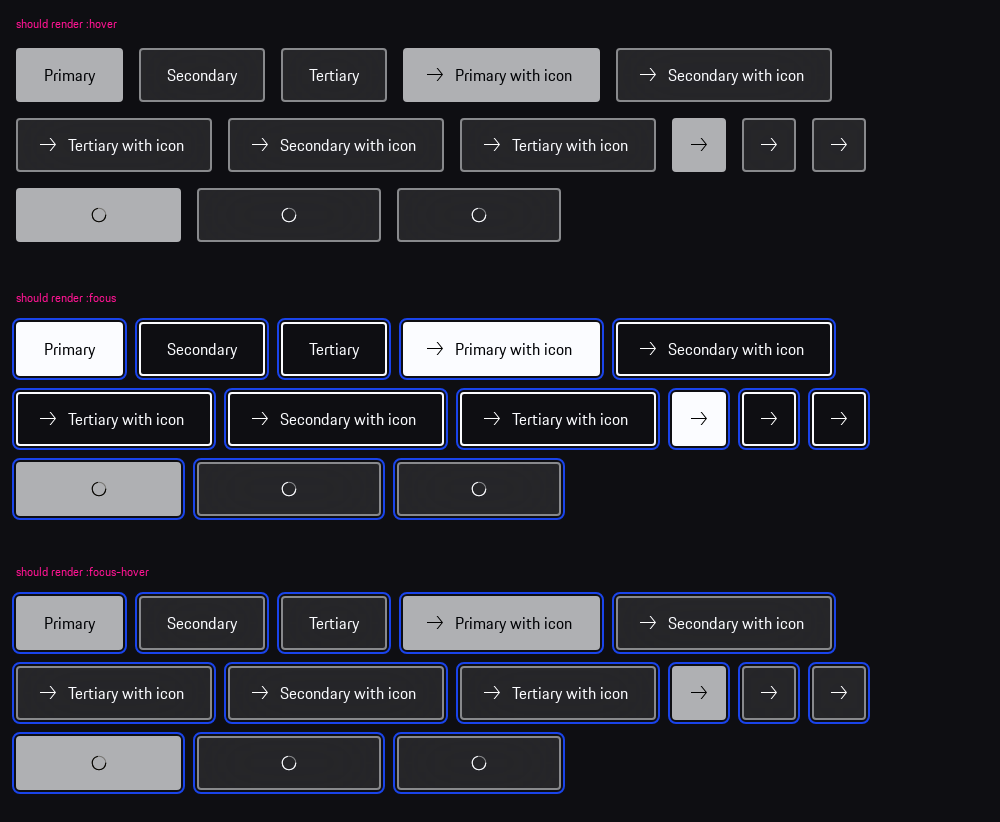 should render :hover
Primary Secondary Tertiary Primary with icon Secondary with icon
Tertiary with icon Secondary with icon Tertiary with icon
should render :focus
Primary Secondary Tertiary Primary with icon Secondary with icon
Tertiary with icon Secondary with icon Tertiary with icon
should render :focus-hover
Primary Secondary Tertiary Primary with icon Secondary with icon
Tertiary with icon Secondary with icon Tertiary with icon